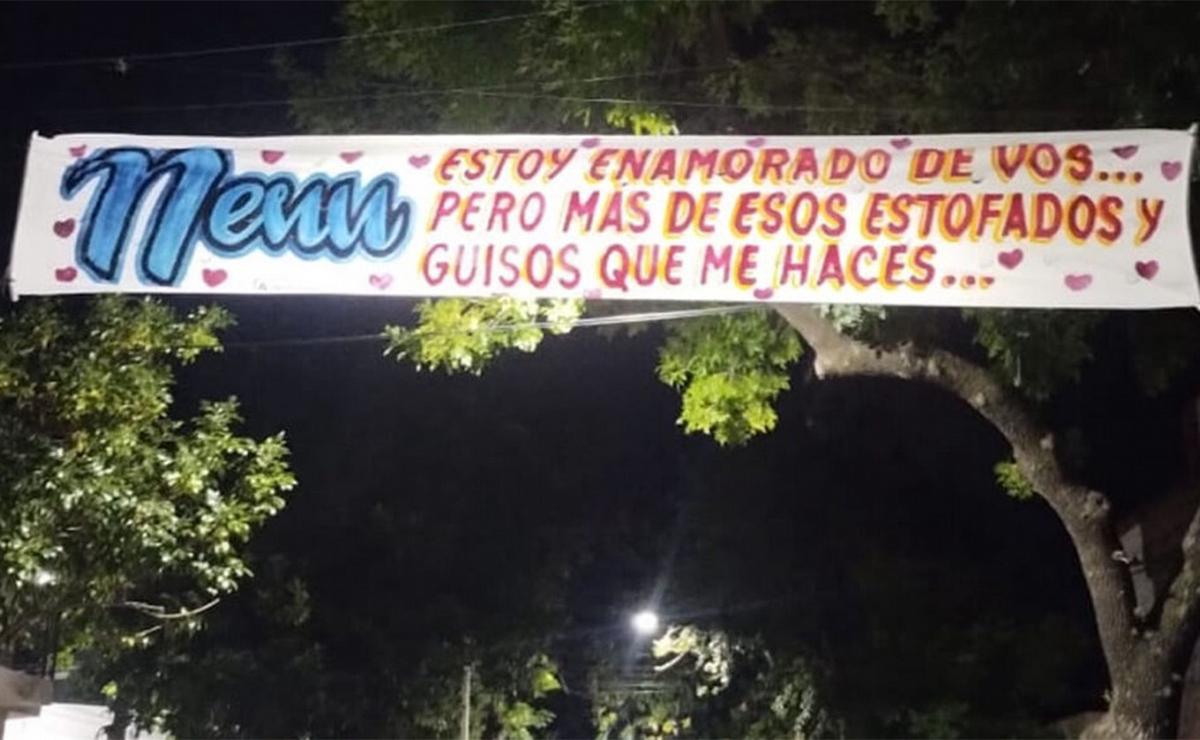 Nenu
ESTOY ENAMORADO DE VOS...
PERO MÁS DE ESOS ESTOFADOS Y
GUISOS QUE ME HACES...